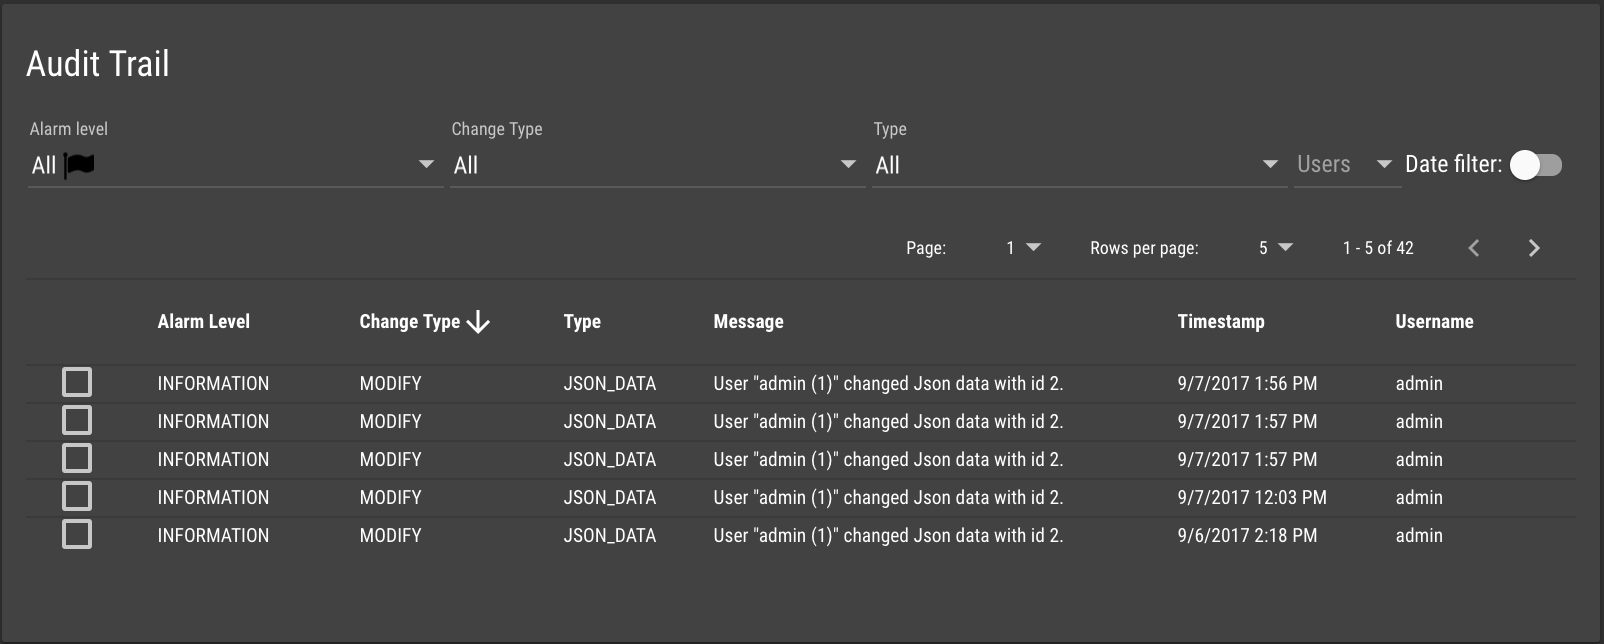 Audit Trail
Alarm level Change Type Type
All All All Users Date filter:
Page: 1 Rows per page: 5 1 - 5 of 42
Alarm Level Change Type Type Message Timestamp Username
INFORMATION MODIFY JSON_DATA User "admin (1)" changed Json data with id 2. 9/7/2017 1:56 PM admin
INFORMATION MODIFY JSON_DATA User "admin (1)" changed Json data with id 2. 9/7/2017 1:57 PM admin
INFORMATION MODIFY JSON_DATA User "admin (1)" changed Json data with id 2. 9/7/2017 1:57 PM admin
INFORMATION MODIFY JSON_DATA User "admin (1)" changed Json data with id 2. 9/7/2017 12:03 PM admin
INFORMATION MODIFY JSON_DATA User "admin (1)" changed Json data with id 2. 9/6/2017 2:18 PM admin